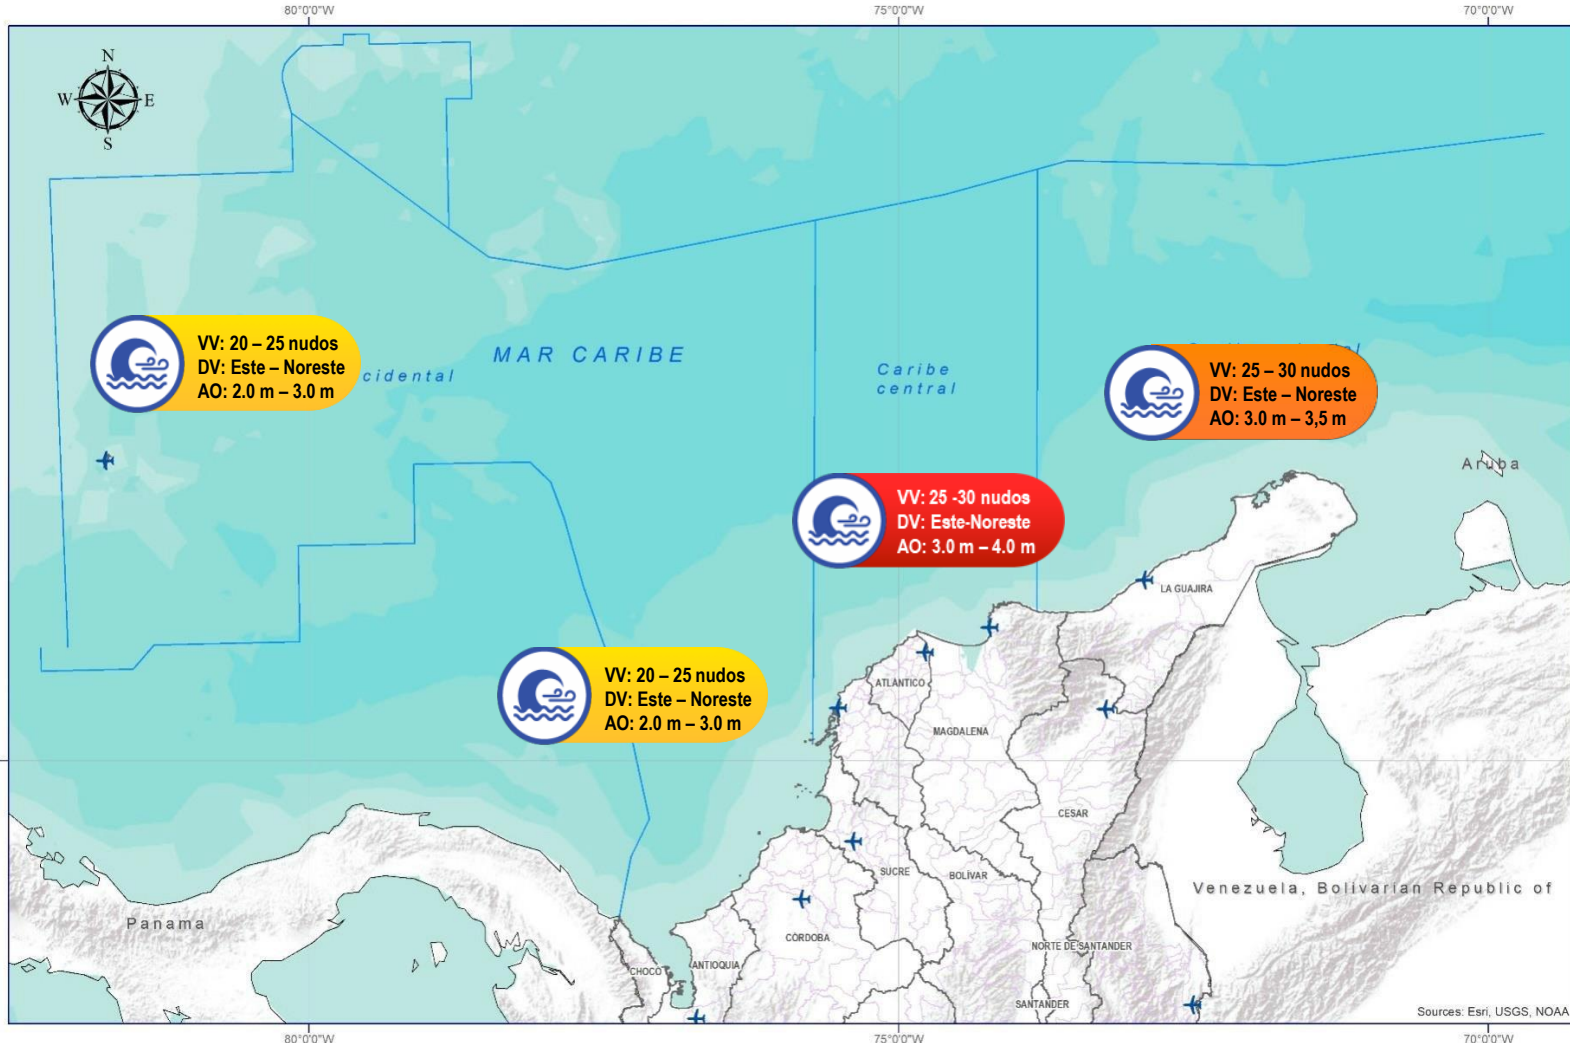 80°0'0"W
75°0'0"W
70°0'0"W
N
W
E
S
VV: 20 – 25 nudos
DV: Este – Noreste
AO: 2.0 m – 3.0 m
cidental
MAR CARIBE
Caribe
central
VV: 25 – 30 nudos
DV: Este – Noreste
AO: 3.0 m – 3,5 m
Aruba
VV: 25 -30 nudos
DV: Este-Noreste
AO: 3.0 m – 4.0 m
LA GUAJIRA
VV: 20 – 25 nudos
DV: Este – Noreste
AO: 2.0 m – 3.0 m
ATLANTICO
MAGDALENA
CESAR
SUCRE
BOLÍVAR
Venezuela, Bolivarian Republic of
Panama
CÓRDOBA
NORTE DE SANTANDER
CHOCO
ANTIOQUIA
SANTANDER
Sources: Esri, USGS, NOAA
80°0'0"W
75°0'0"W
70°0'0"W